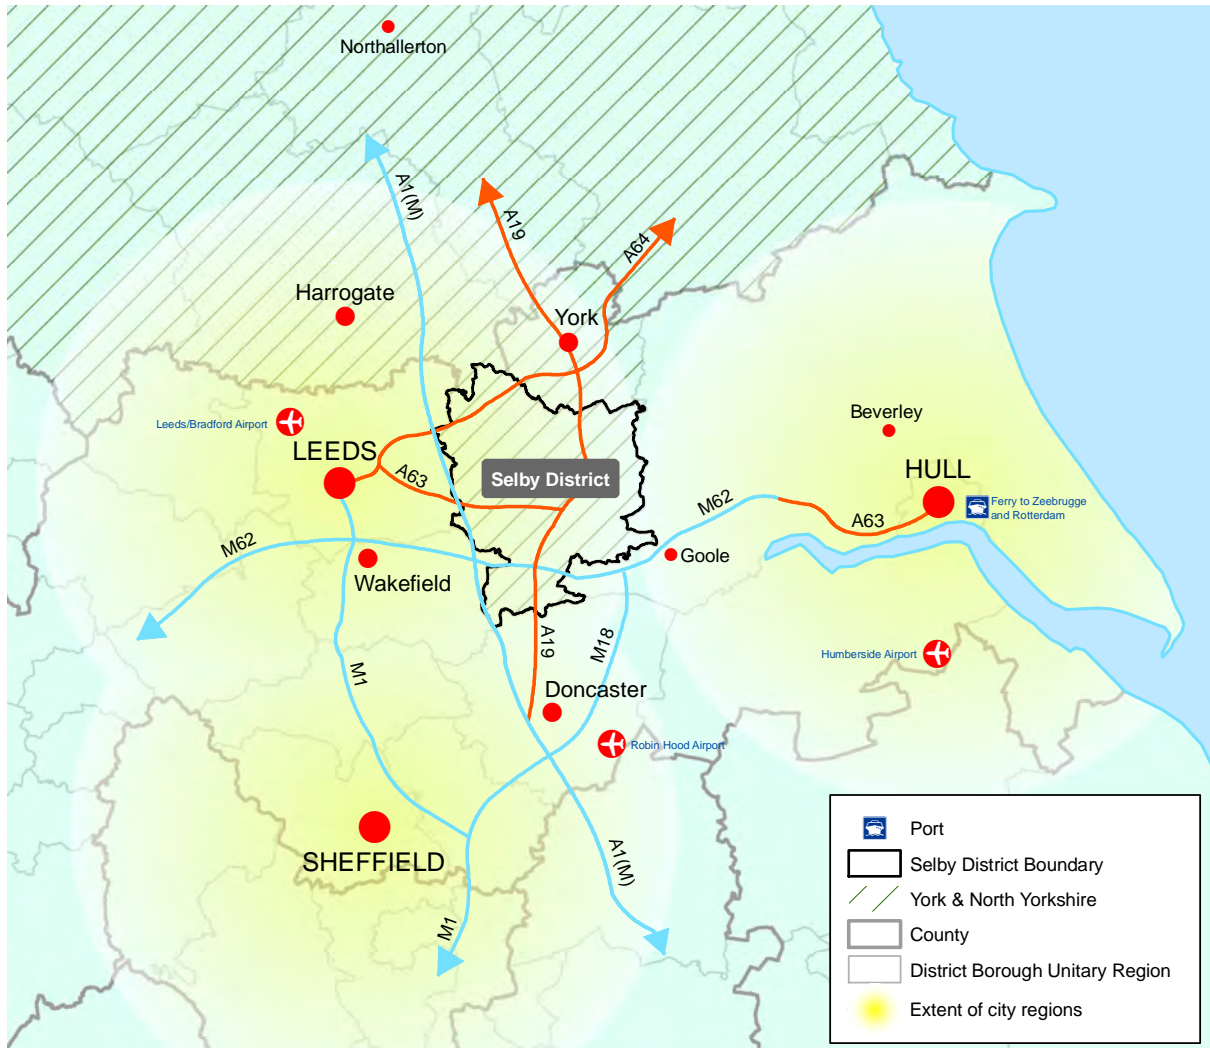 Northallerton
A1(M)
A19
A64
Harrogate
York
Leeds/Bradford Airport
LEEDS
A63
Selby District
Beverley
HULL
Ferry to Zeebrugge
and Rotterdam
M62
A63
M62
Goole
Wakefield
A19
M18
M1
Humberside Airport
Doncaster
Robin Hood Airport
SHEFFIELD
A1(M)
M1
Port
Selby District Boundary
York & North Yorkshire
County
District Borough Unitary Region
Extent of city regions